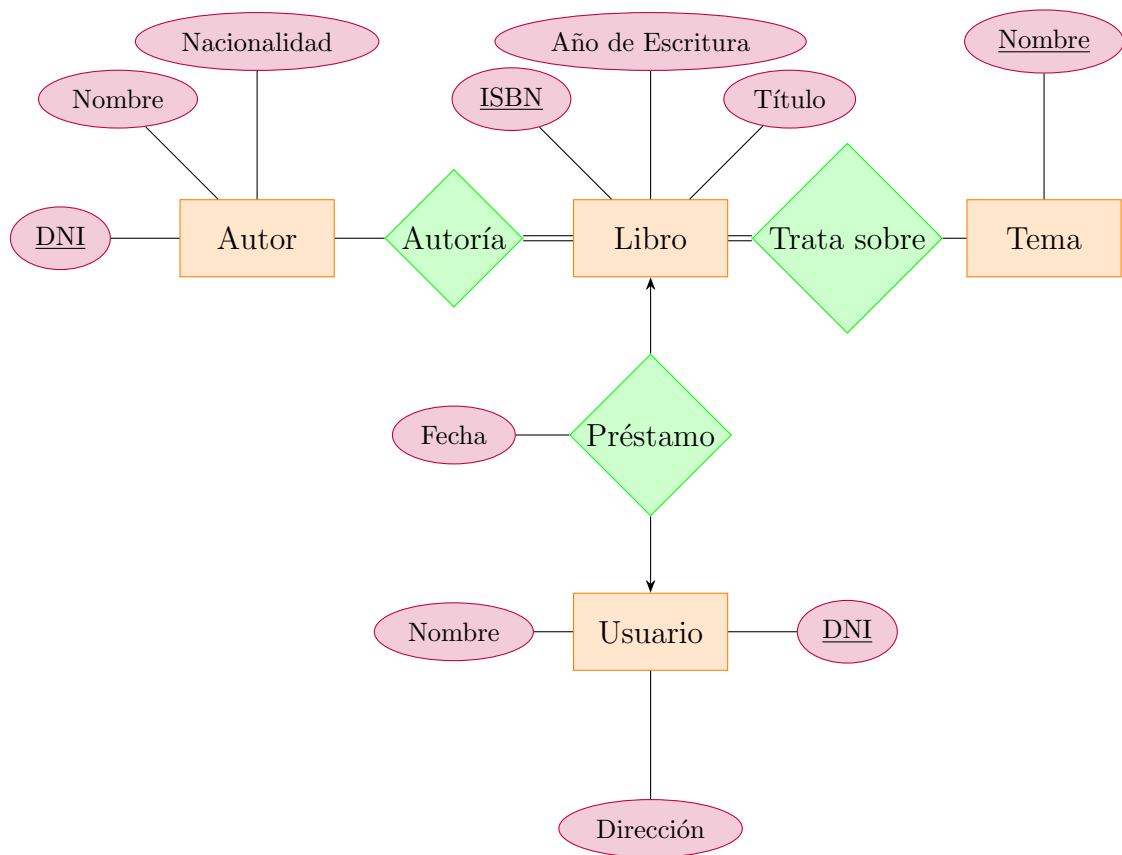 Nacionalidad
Año de Escritura
Nombre
Nombre
ISBN
Título
DNI
Autor
Autoría
Libro
Trata sobre
Tema
Fecha
Préstamo
Nombre
Usuario
DNI
Dirección